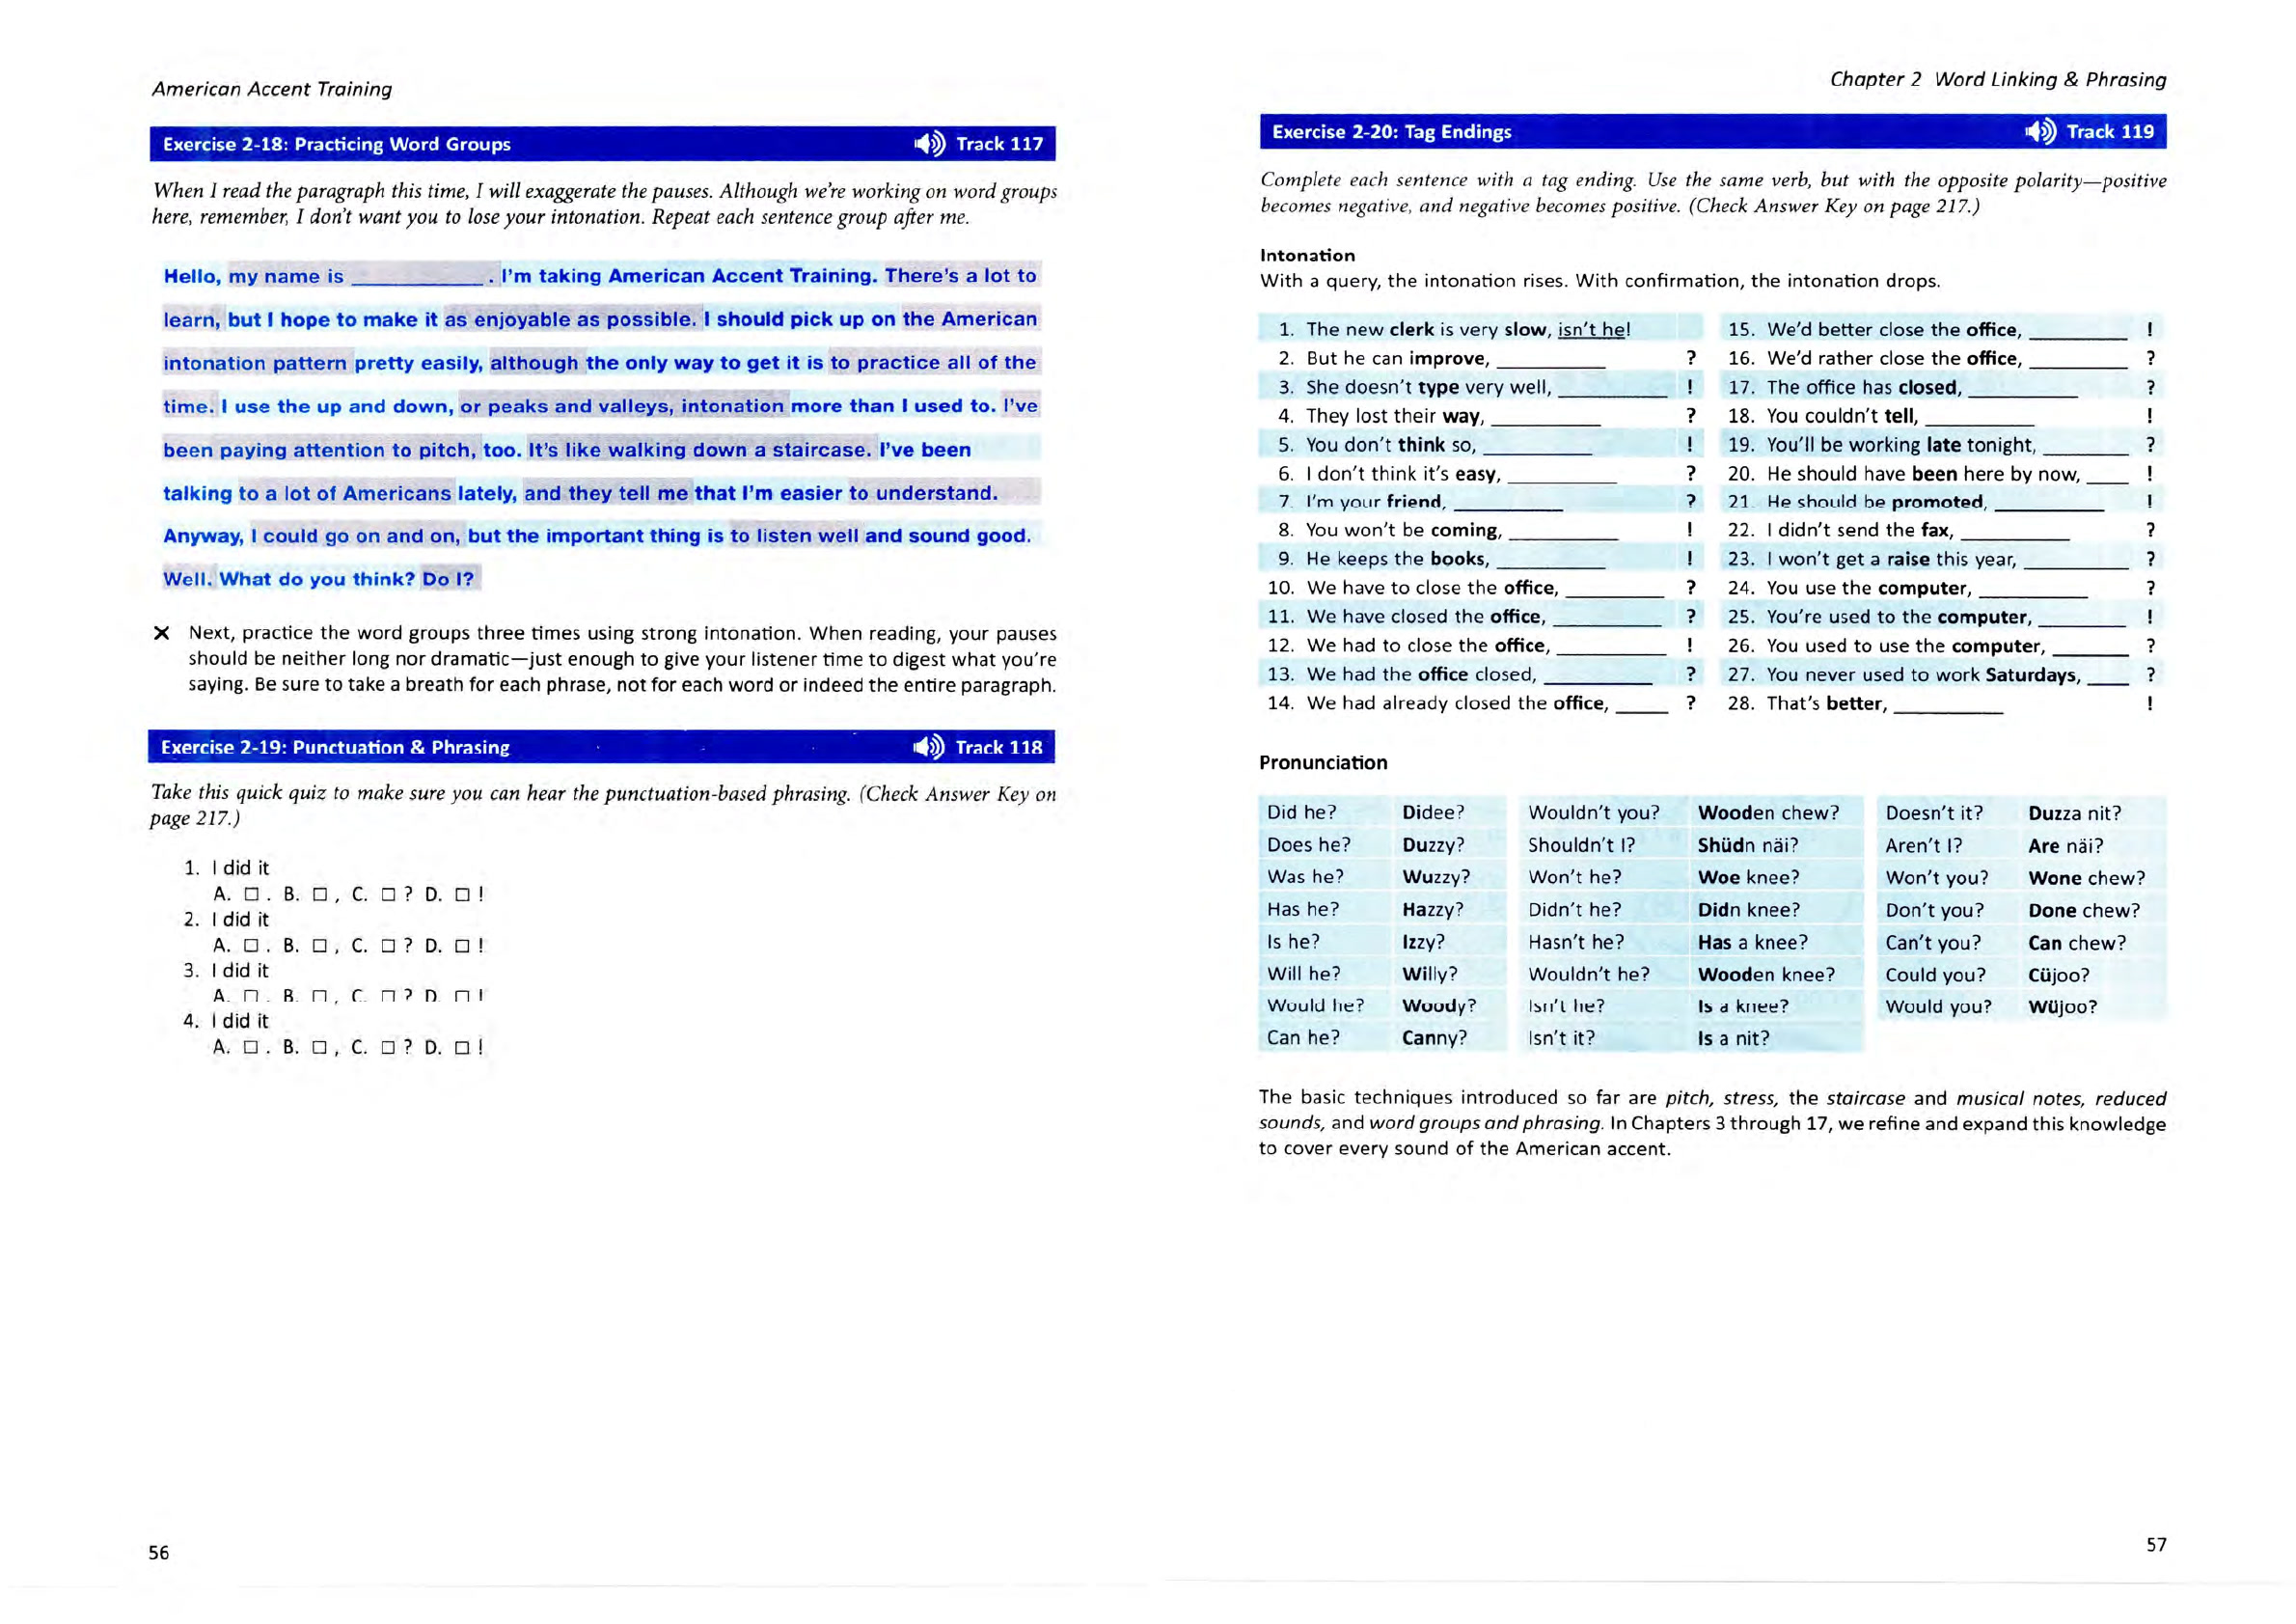 American Accent Training
Exercise 2-18: Practicing Word Groups Track 117
When I read the paragraph this time, I will exaggerate the pauses. Although we're working on word groups
here, remember, I don't want you to lose your intonation. Repeat each sentence group after me.
Hello, my name is ____________ . I'm taking American Accent Training. There's a lot to
learn, but I hope to make it as enjoyable as possible. I should pick up on the American
intonation pattern pretty easily, although the only way to get it is to practice all of the
time. I use the up and down, or peaks and valleys, intonation more than I used to. I've
been paying attention to pitch, too. It's like walking down a staircase. I've been
talking to a lot of Americans lately, and they tell me that I'm easier to understand.
Anyway, I could go on and on, but the important thing is to listen well and sound good.
Well. What do you think? Do I?
✕ Next, practice the word groups three times using strong intonation. When reading, your pauses
should be neither long nor dramatic—just enough to give your listener time to digest what you're
saying. Be sure to take a breath for each phrase, not for each word or indeed the entire paragraph.
Exercise 2-19: Punctuation & Phrasing Track 118
Take this quick quiz to make sure you can hear the punctuation-based phrasing. (Check Answer Key on
page 217.)
1. I did it
A. □ . B. □ , C. □ ? D. □ !
2. I did it
A. □ . B. □ , C. □ ? D. □ !
3. I did it
A. □ . B. □ , C. □ ? D. □ !
4. I did it
A. □ . B. □ , C. □ ? D. □ !
56
Chapter 2 Word Linking & Phrasing
Exercise 2-20: Tag Endings Track 119
Complete each sentence with a tag ending. Use the same verb, but with the opposite polarity—positive
becomes negative, and negative becomes positive. (Check Answer Key on page 217.)
Intonation
With a query, the intonation rises. With confirmation, the intonation drops.
1. The new clerk is very slow, isn't he!
2. But he can improve, __________ ?
3. She doesn't type very well, __________ !
4. They lost their way, __________ ?
5. You don't think so, __________ !
6. I don't think it's easy, __________ ?
7. I'm your friend, __________ ?
8. You won't be coming, __________ !
9. He keeps the books, __________ !
10. We have to close the office, _________ ?
11. We have closed the office, __________ ?
12. We had to close the office, __________ !
13. We had the office closed, __________ ?
14. We had already closed the office, _____ ?
15. We'd better close the office, _________ !
16. We'd rather close the office, _________ ?
17. The office has closed, __________ ?
18. You couldn't tell, __________ !
19. You'll be working late tonight, ________ ?
20. He should have been here by now, ____ !
21. He should be promoted, __________ !
22. I didn't send the fax, __________ ?
23. I won't get a raise this year, __________ ?
24. You use the computer, __________ ?
25. You're used to the computer, ________ !
26. You used to use the computer, _______ ?
27. You never used to work Saturdays, ____ ?
28. That's better, __________ !
Pronunciation
Did he? Didee? Wouldn't you? Wooden chew? Doesn't it? Duzza nit?
Does he? Duzzy? Shouldn't I? Shüdn näi? Aren't I? Are näi?
Was he? Wuzzy? Won't he? Woe knee? Won't you? Wone chew?
Has he? Hazzy? Didn't he? Didn knee? Don't you? Done chew?
Is he? Izzy? Hasn't he? Has a knee? Can't you? Can chew?
Will he? Willy? Wouldn't he? Wooden knee? Could you? Cüjoo?
Would he? Woody? Isn't he? Is a knee? Would you? Wüjoo?
Can he? Canny? Isn't it? Is a nit?
The basic techniques introduced so far are pitch, stress, the staircase and musical notes, reduced
sounds, and word groups and phrasing. In Chapters 3 through 17, we refine and expand this knowledge
to cover every sound of the American accent.
57